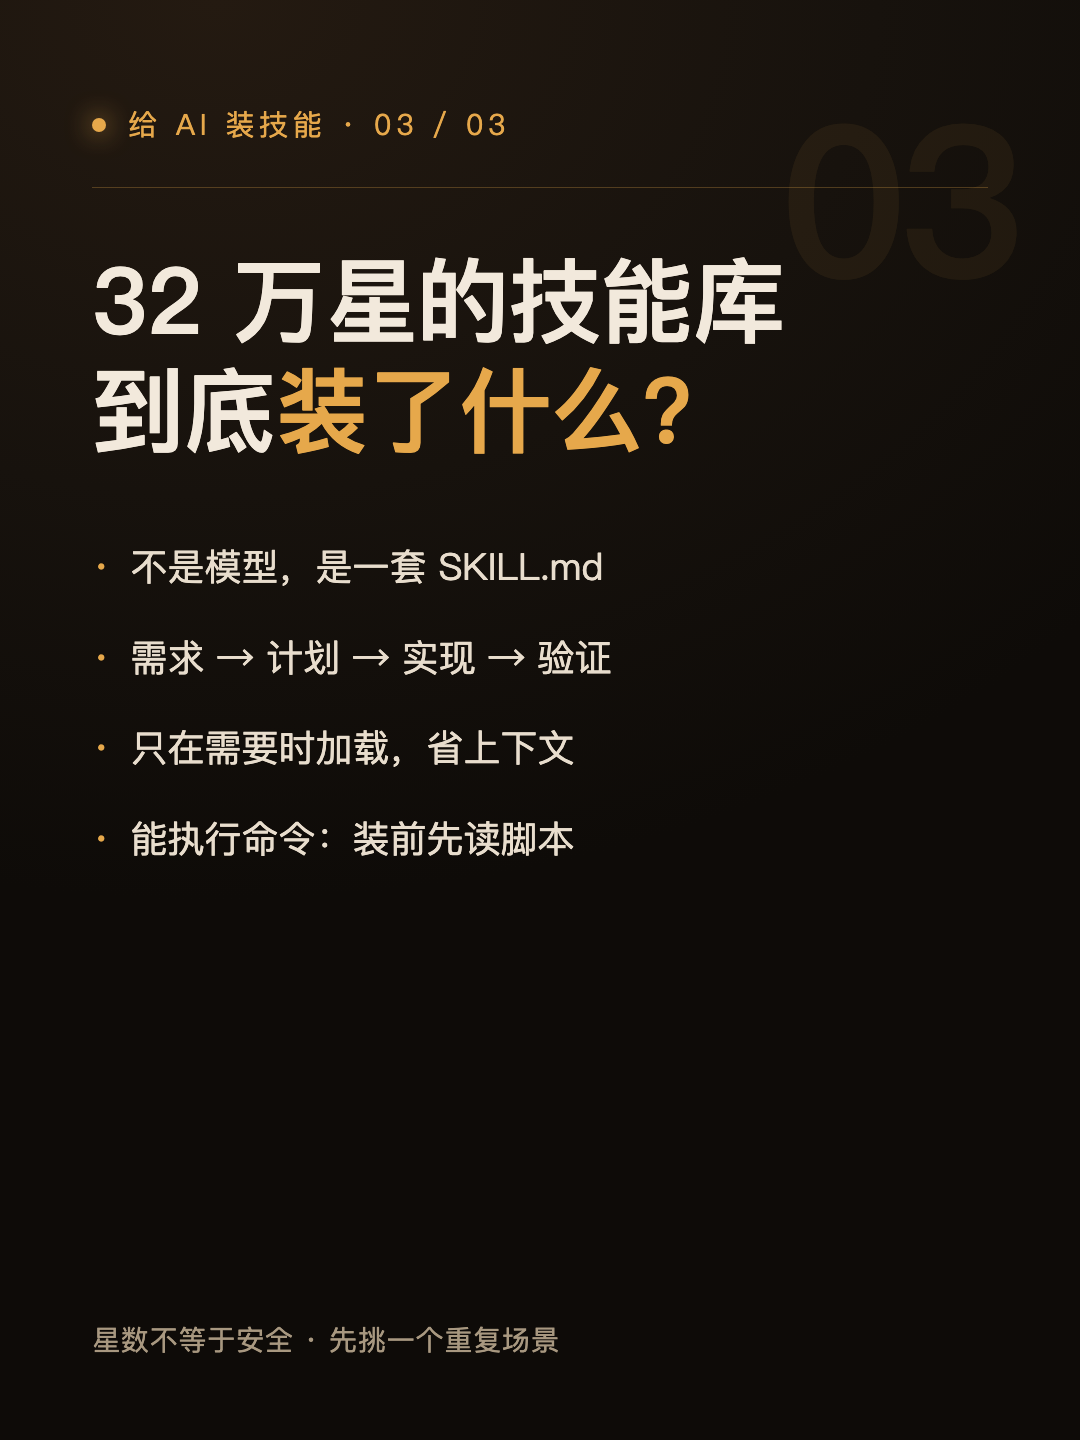 给 AI 装技能 · 03 / 03
03
32 万星的技能库
到底装了什么?
· 不是模型，是一套 SKILL.md
· 需求 → 计划 → 实现 → 验证
· 只在需要时加载，省上下文
· 能执行命令：装前先读脚本
星数不等于安全 · 先挑一个重复场景